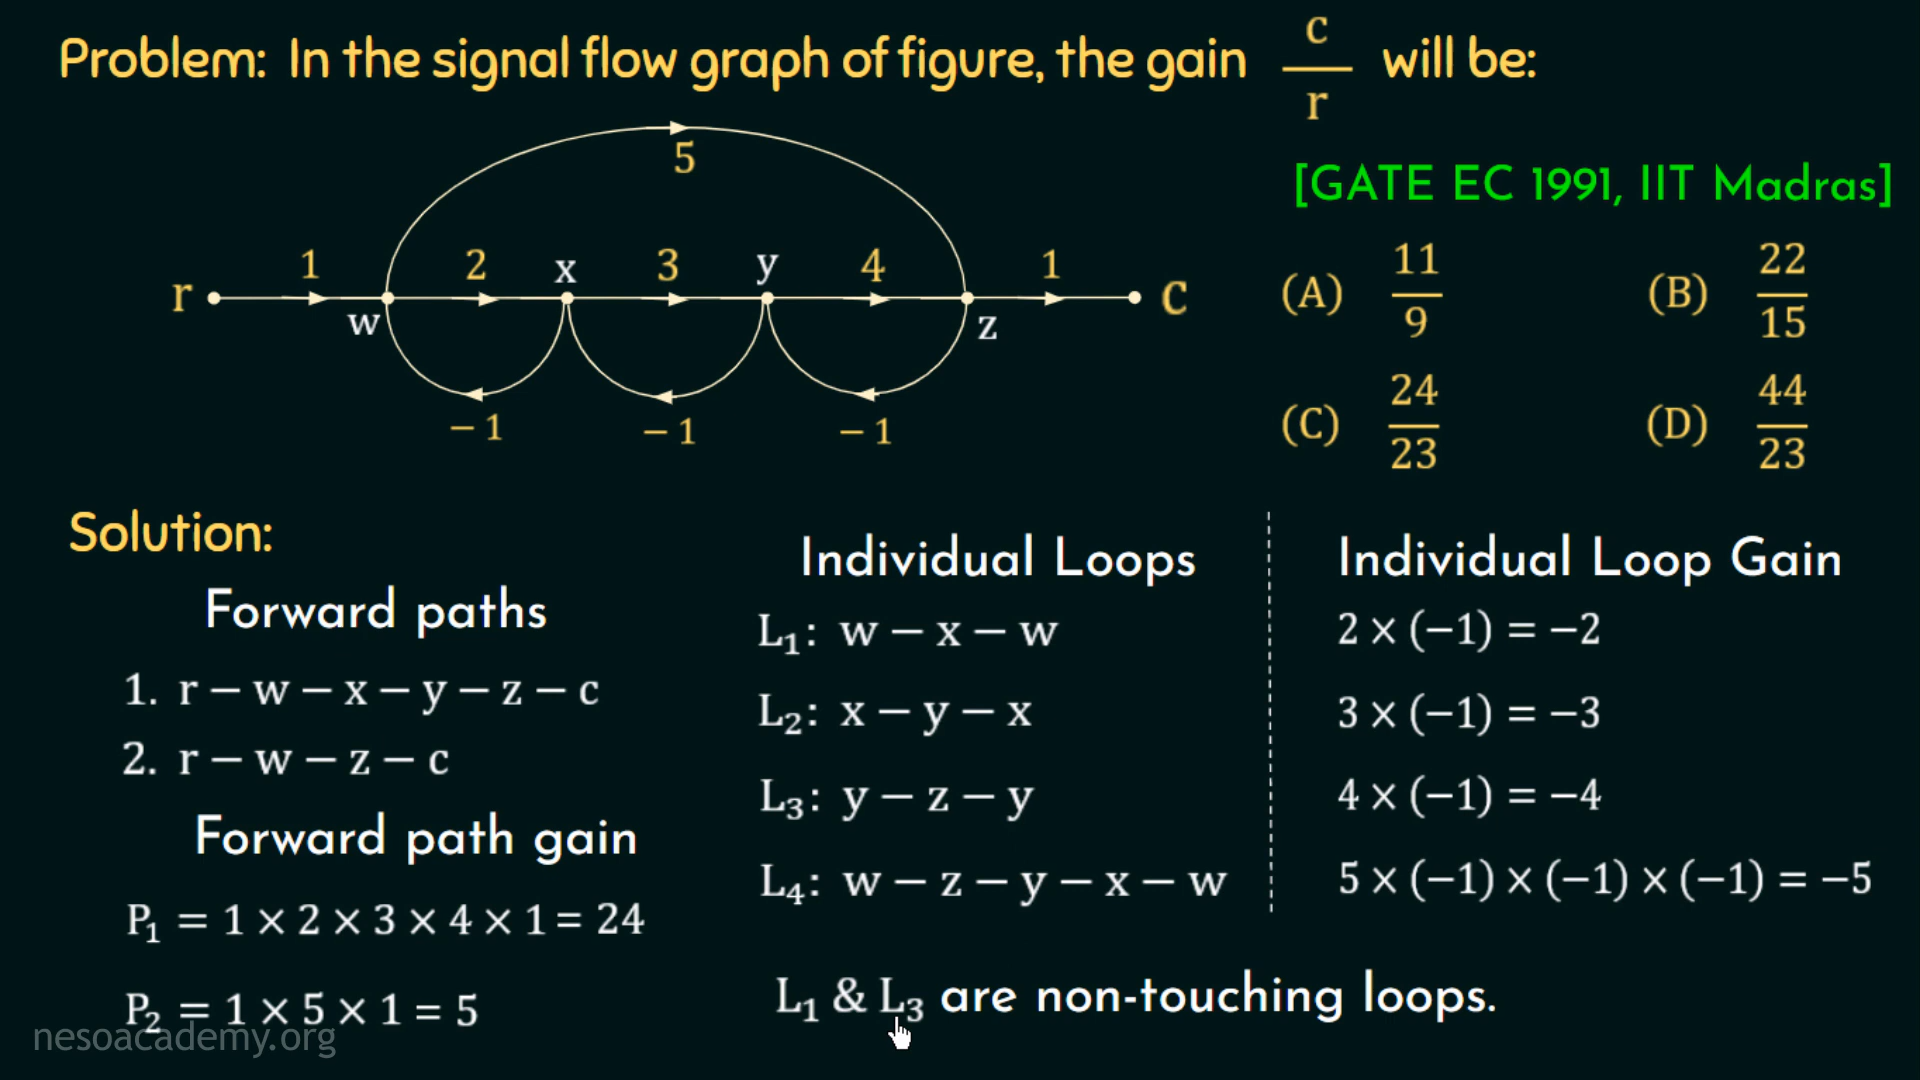 Problem: In the signal flow graph of figure, the gain c/r will be:
[GATE EC 1991, IIT Madras]
5
1 2 x 3 y 4 1
r w z c
−1 −1 −1
(A) 11/9 (B) 22/15
(C) 24/23 (D) 44/23
Solution:
Forward paths
1. r − w − x − y − z − c
2. r − w − z − c
Forward path gain
P₁ = 1 × 2 × 3 × 4 × 1 = 24
P₂ = 1 × 5 × 1 = 5
Individual Loops
L₁: w − x − w
L₂: x − y − x
L₃: y − z − y
L₄: w − z − y − x − w
Individual Loop Gain
2 × (−1) = −2
3 × (−1) = −3
4 × (−1) = −4
5 × (−1) × (−1) × (−1) = −5
L₁ & L₃ are non-touching loops.
nesoacademy.org